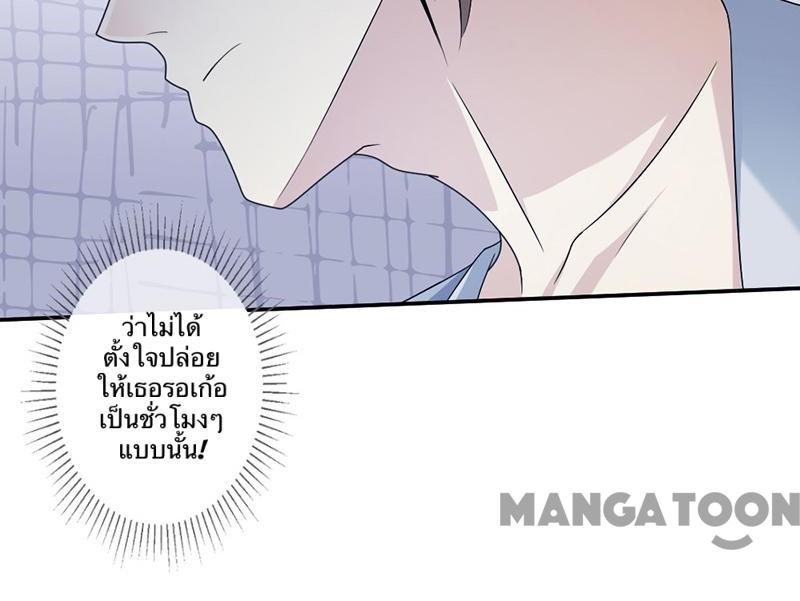 ว่าไม่ได้
ตั้งใจปล่อย
ให้เธอรอเก้อ
เป็นชั่วโมงๆ
แบบนั้น!
MANGATOON